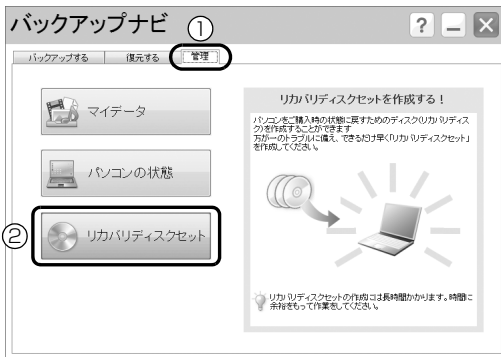 バックアップナビ
①
? – ×
バックアップする 復元する 管理
マイデータ
パソコンの状態
②
リカバリディスクセット
リカバリディスクセットを作成する！
パソコンをご購入時の状態に戻すためのディスク(リカバリディス
ク)を作成することができます
万が一のトラブルに備え、できるだけ早く「リカバリディスクセット」
を作成してください。
リカバリディスクセットの作成には長時間かかります。時間に
余裕をもって作業をしてください。